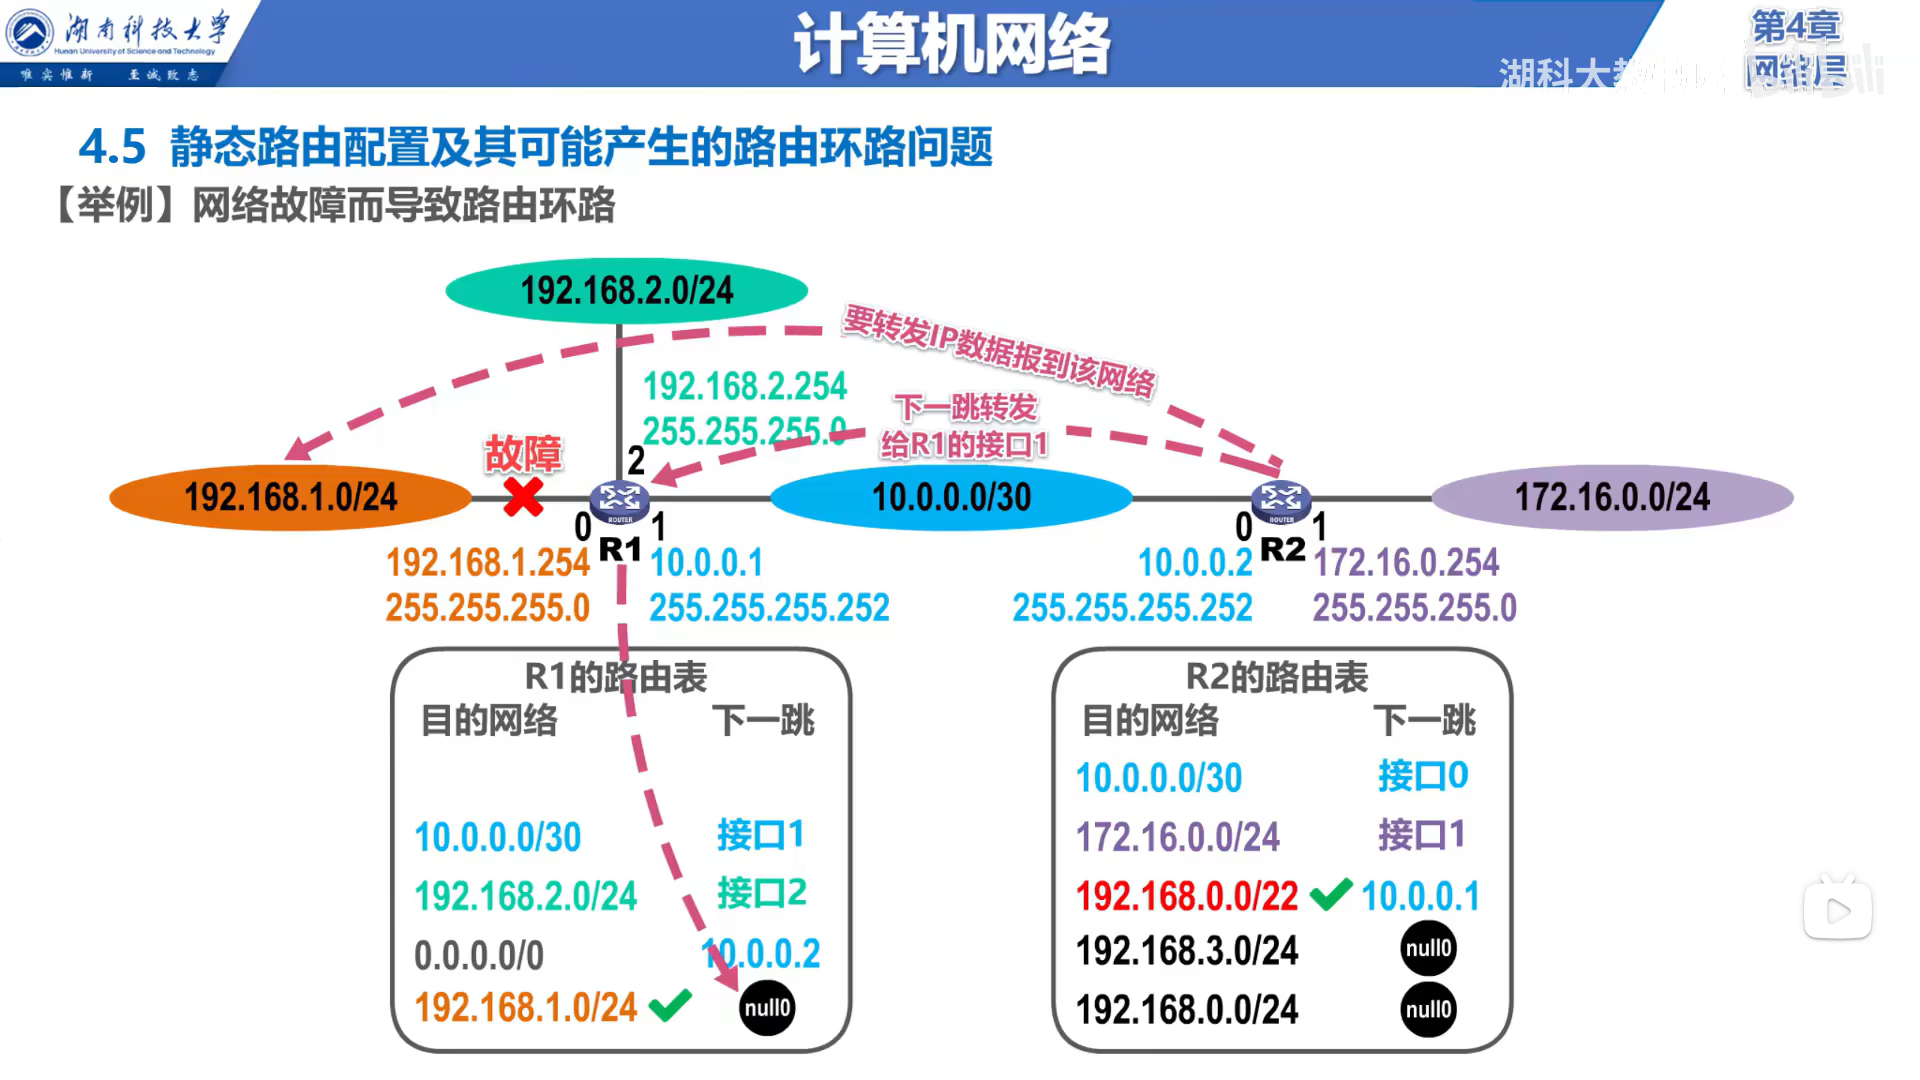 湖南科技大学
Hunan University of Science and Technology
唯实惟新 至诚致志
计算机网络
第4章
网络层
湖科大教
4.5 静态路由配置及其可能产生的路由环路问题
【举例】网络故障而导致路由环路
192.168.2.0/24
要转发IP数据报到该网络
192.168.2.254
255.255.255.0
下一跳转发
给R1的接口1
故障
2
192.168.1.0/24
10.0.0.0/30
172.16.0.0/24
ROUTER
ROUTER
0 R1 1
0 R2 1
192.168.1.254
255.255.255.0
10.0.0.1
255.255.255.252
10.0.0.2
255.255.255.252
172.16.0.254
255.255.255.0
R1的路由表
目的网络 下一跳
10.0.0.0/30 接口1
192.168.2.0/24 接口2
0.0.0.0/0 10.0.0.2
192.168.1.0/24 null0
R2的路由表
目的网络 下一跳
10.0.0.0/30 接口0
172.16.0.0/24 接口1
192.168.0.0/22 10.0.0.1
192.168.3.0/24 null0
192.168.0.0/24 null0